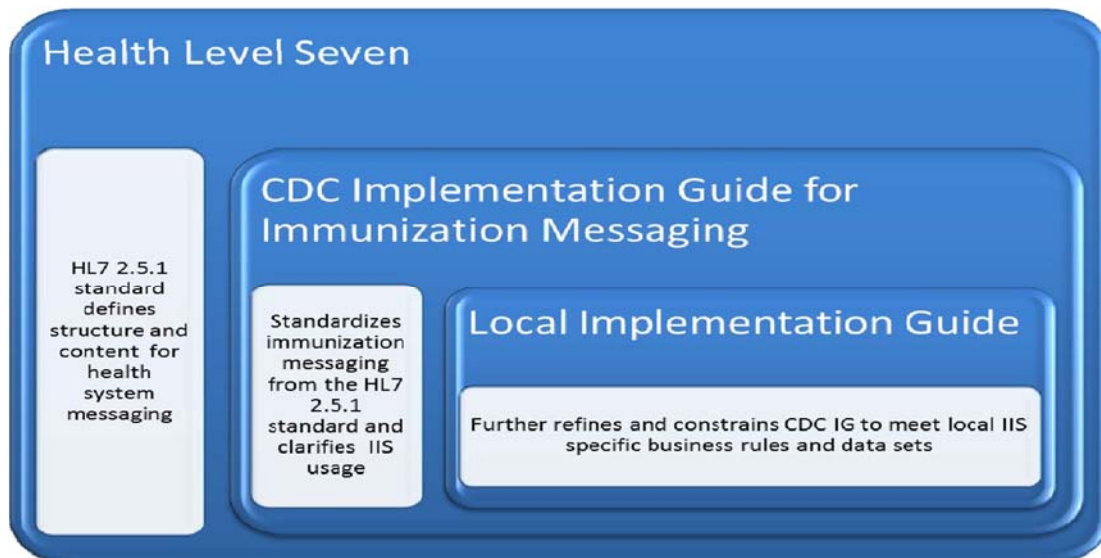 Health Level Seven
HL7 2.5.1
standard
defines
structure and
content for
health
system
messaging
CDC Implementation Guide for
Immunization Messaging
Standardizes
immunization
messaging
from the HL7
2.5.1
standard and
clarifies IIS
usage
Local Implementation Guide
Further refines and constrains CDC IG to meet local IIS
specific business rules and data sets